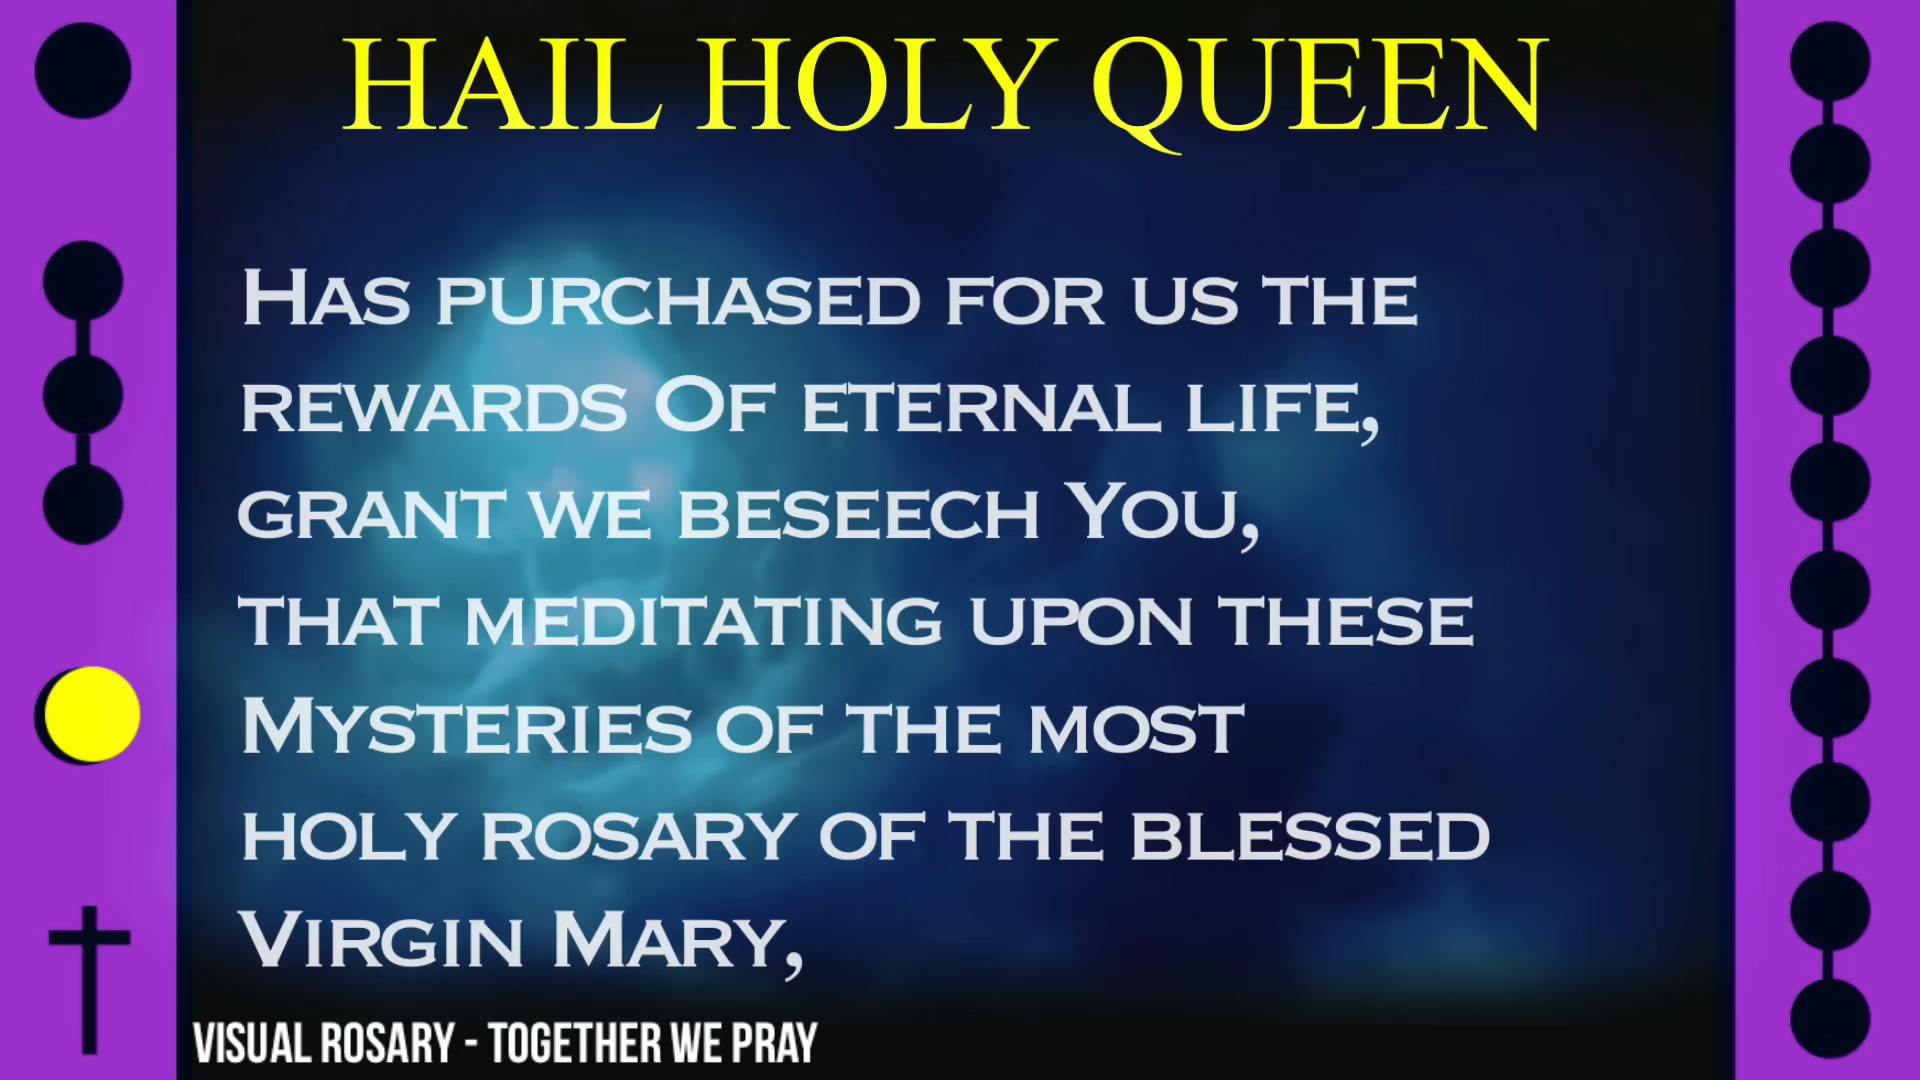 HAIL HOLY QUEEN
Has purchased for us the
rewards Of eternal life,
grant we beseech You,
that meditating upon these
Mysteries of the most
holy rosary of the blessed
Virgin Mary,
VISUAL ROSARY - TOGETHER WE PRAY